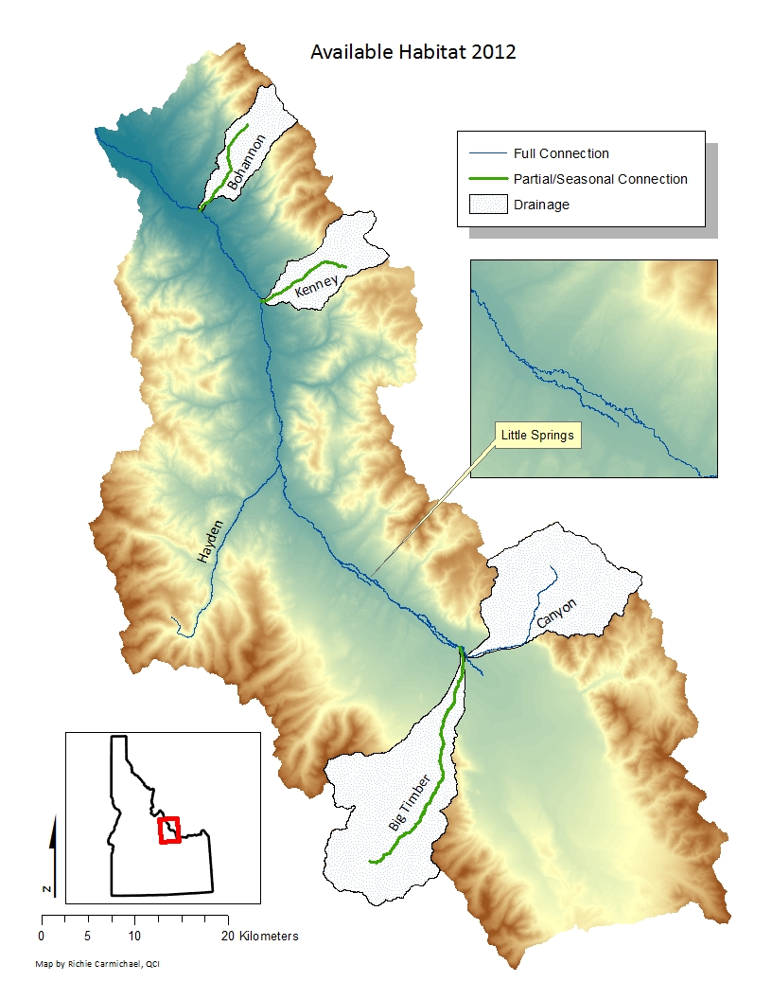 Available Habitat 2012
Full Connection
Partial/Seasonal Connection
Drainage
Bohannon
Kenney
Little Springs
Hayden
Canyon
Big Timber
N
0 5 10 20 Kilometers
Map by Richie Carmichael, QCI